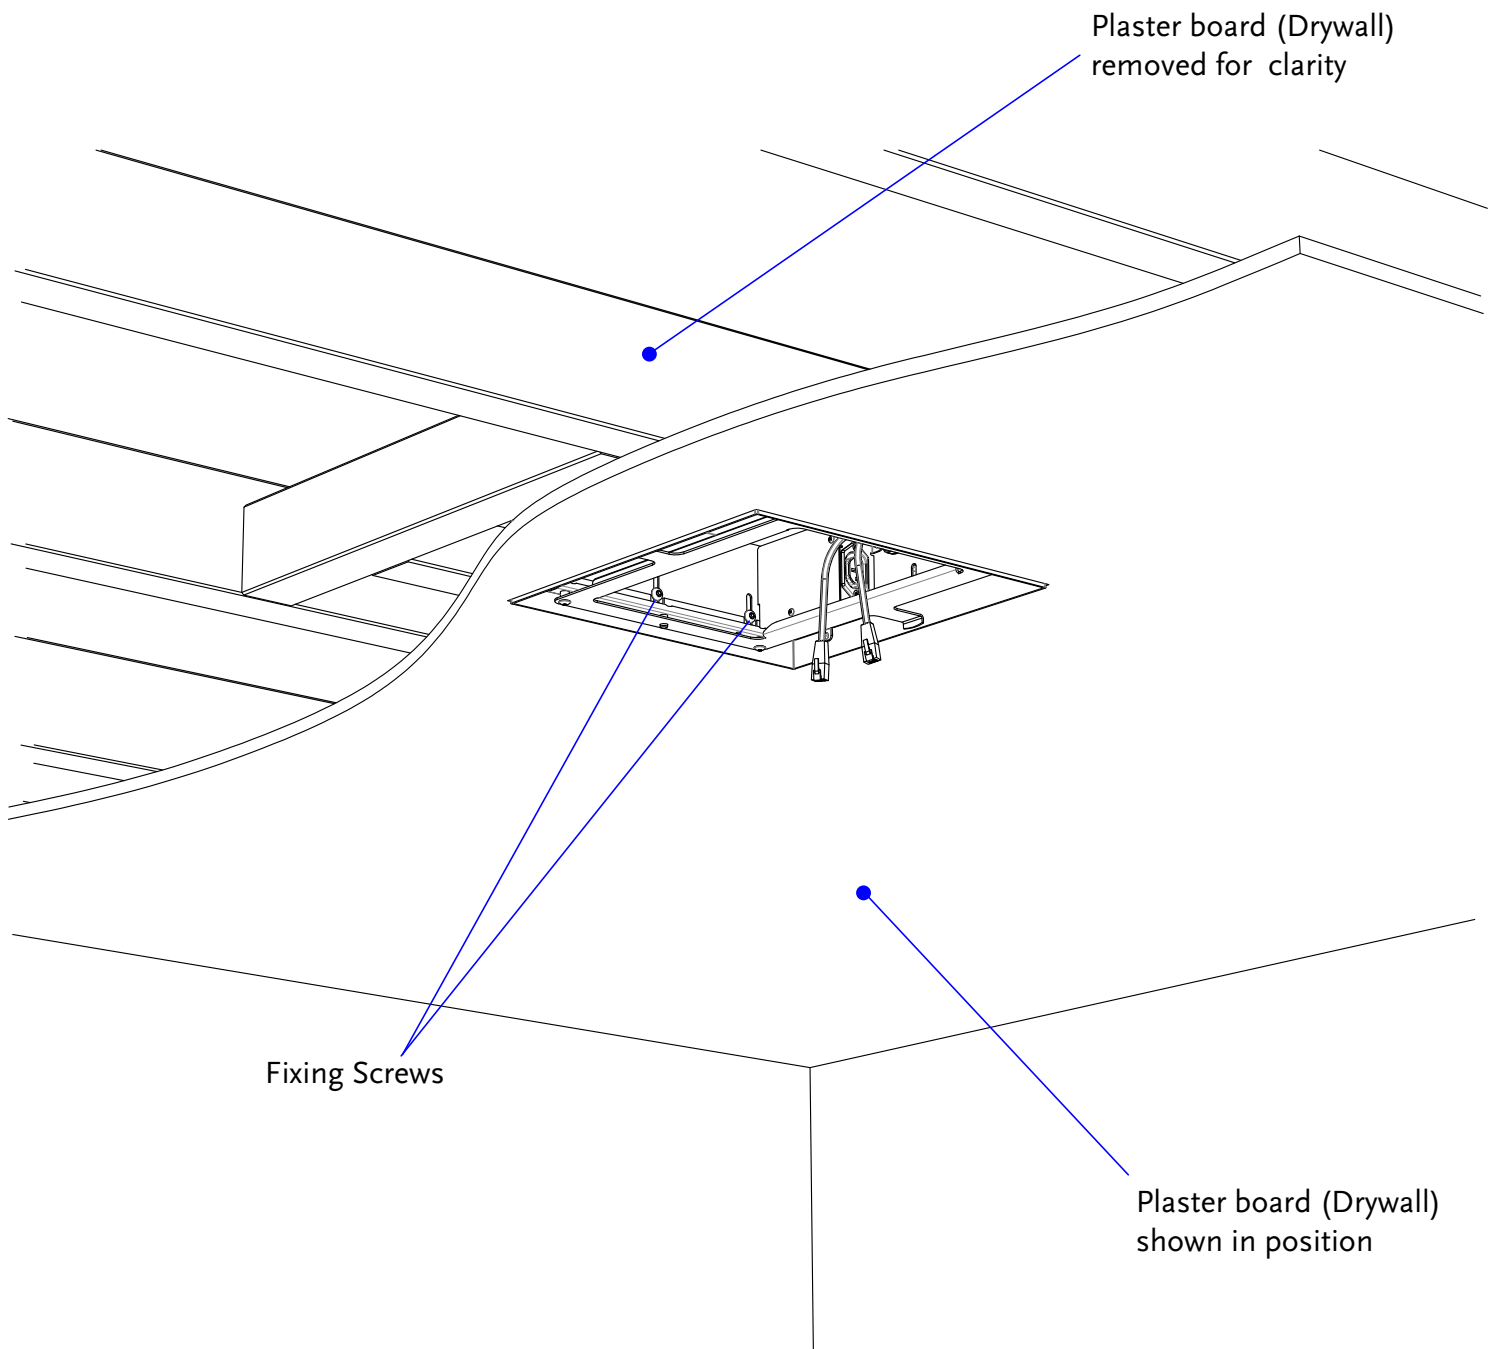 Plaster board (Drywall)
removed for clarity
Fixing Screws
Plaster board (Drywall)
shown in position